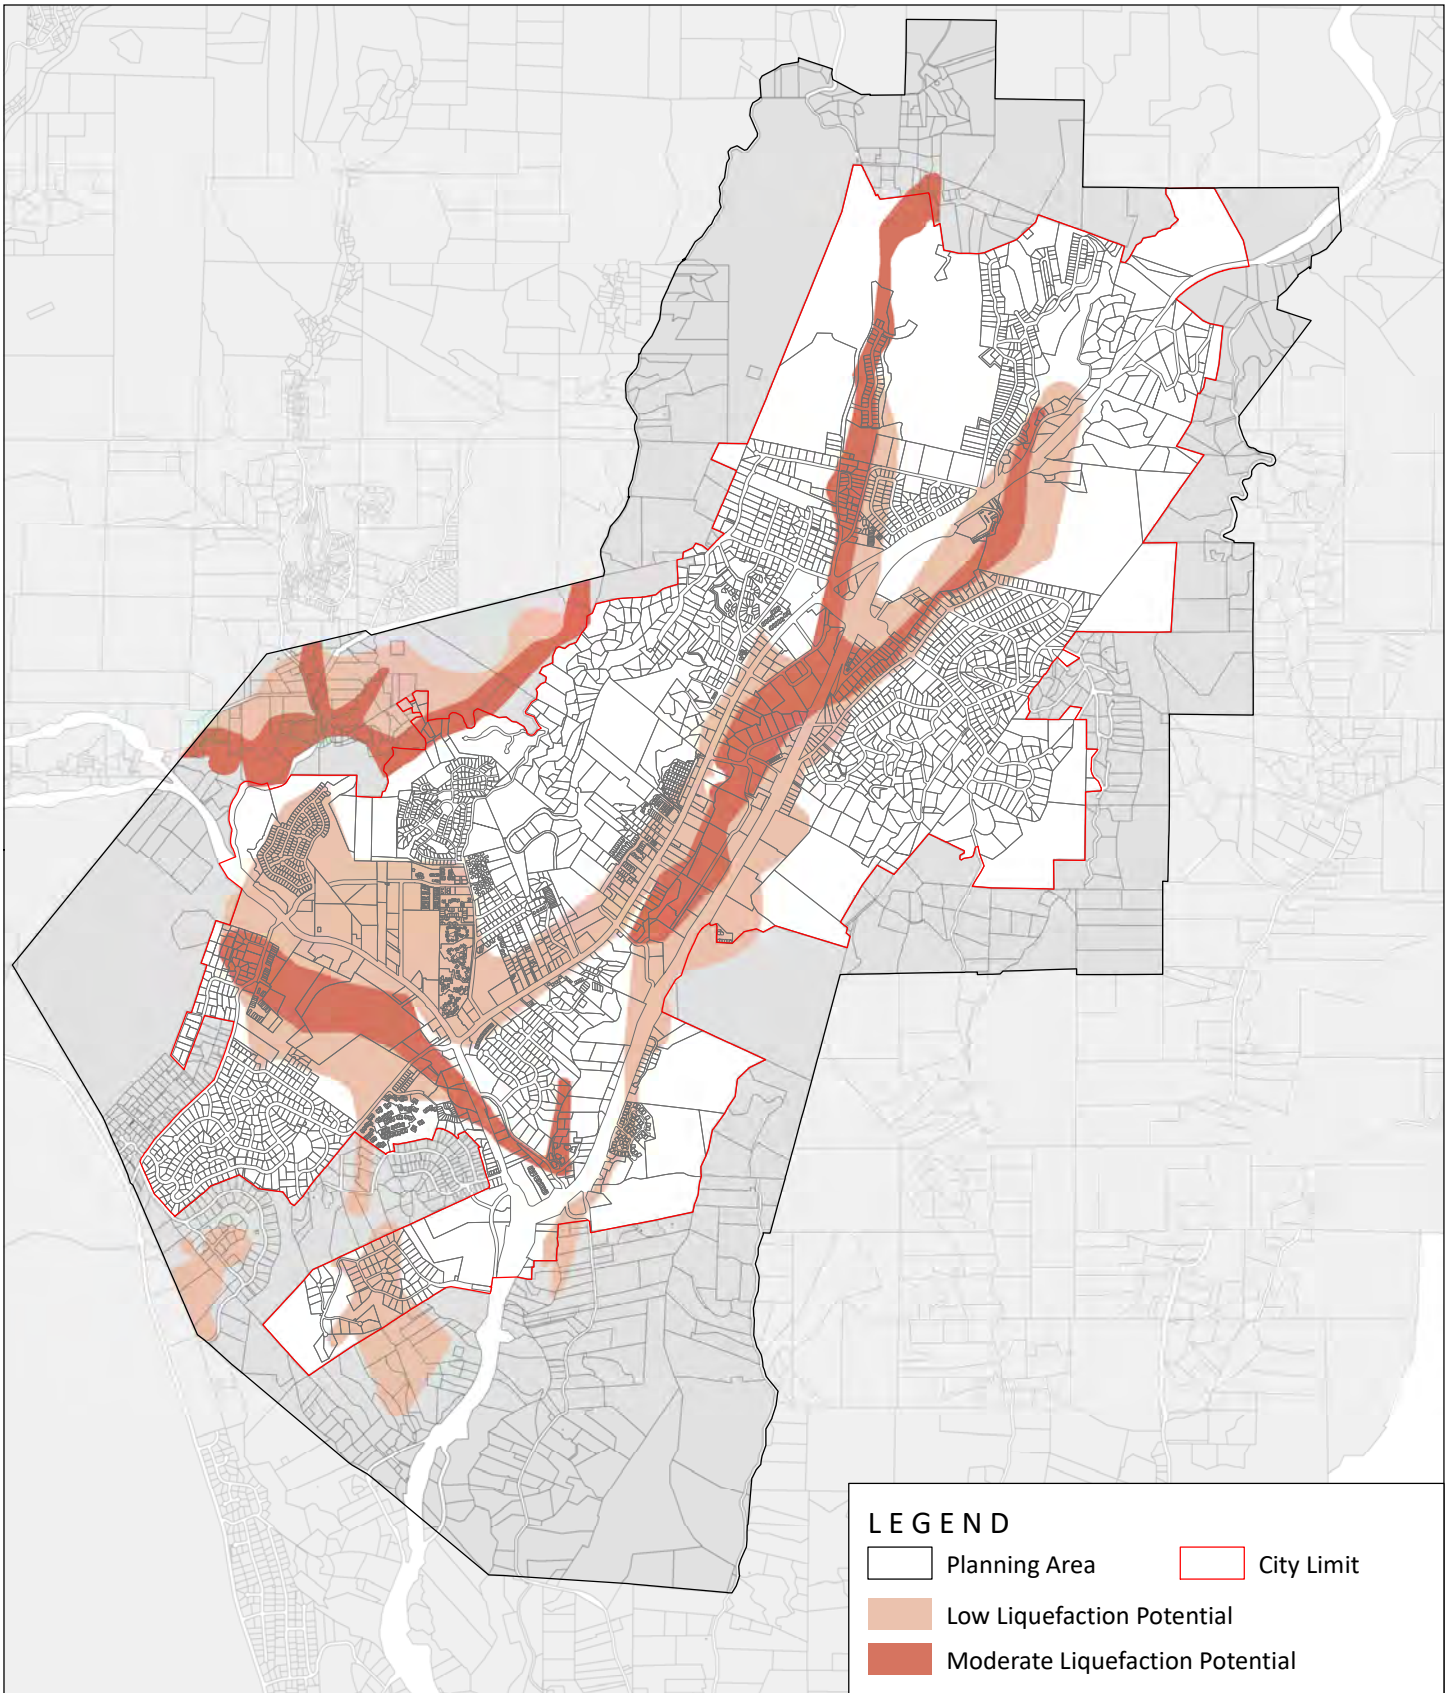 LEGEND
Planning Area
City Limit
Low Liquefaction Potential
Moderate Liquefaction Potential